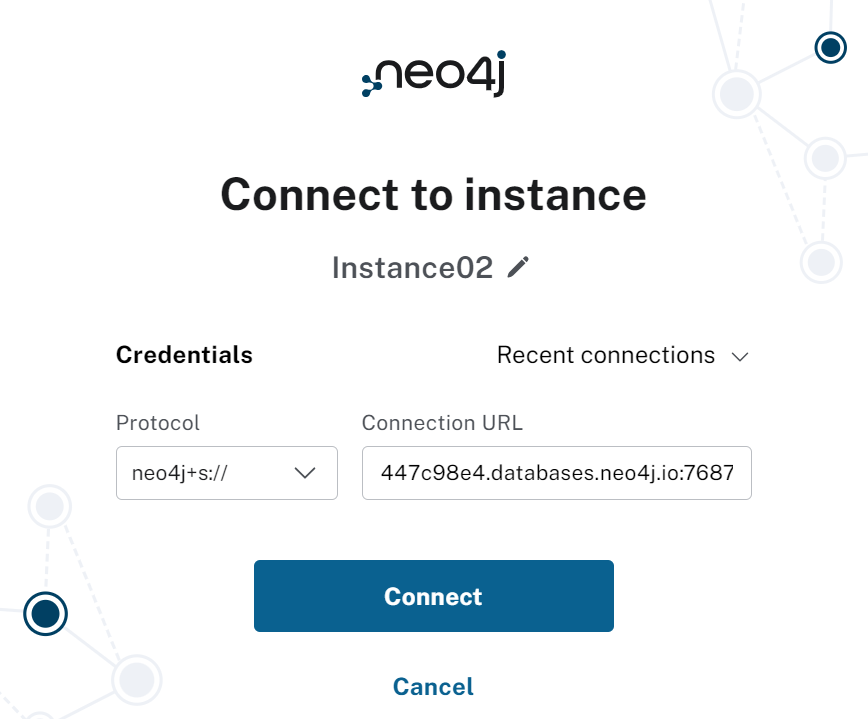 neo4j
Connect to instance
Instance02
Credentials
Recent connections
Protocol
Connection URL
neo4j+s://
447c98e4.databases.neo4j.io:7687
Connect
Cancel